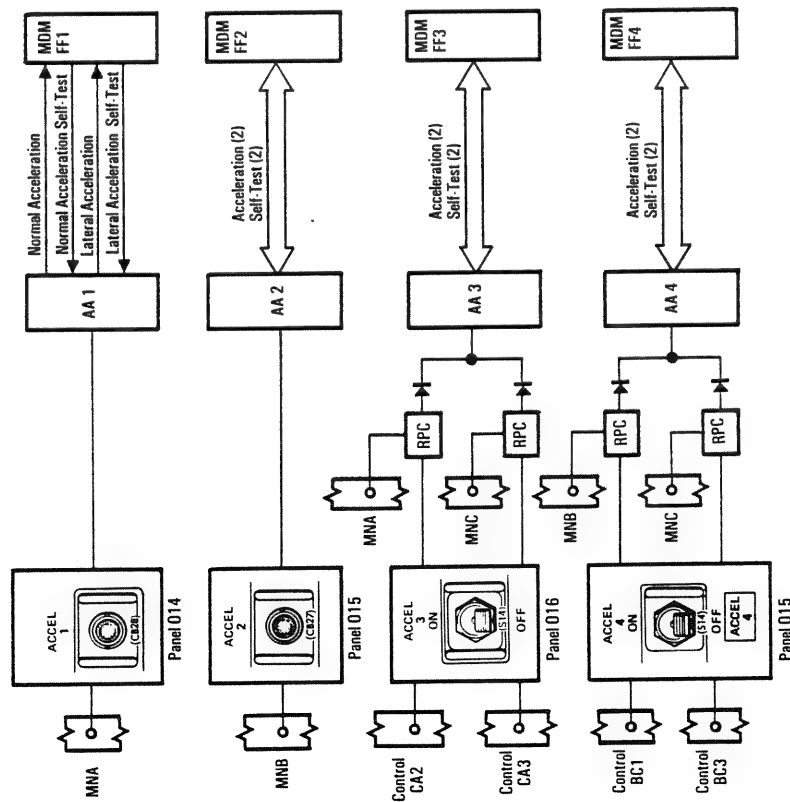 MNA
ACCEL
1
(CB28)
Panel 014
AA 1
Normal Acceleration
Normal Acceleration Self-Test
Lateral Acceleration
Lateral Acceleration Self-Test
MDM
FF1
MNB
ACCEL
2
(CB27)
Panel 015
AA 2
Acceleration (2)
Self-Test (2)
MDM
FF2
Control
CA2
Control
CA3
ACCEL
3
ON
(S14)
OFF
Panel 016
MNA
RPC
MNC
RPC
AA 3
Acceleration (2)
Self-Test (2)
MDM
FF3
Control
BC1
Control
BC3
ACCEL
4
ON
(S14)
OFF
ACCEL
4
Panel 015
MNB
RPC
MNC
RPC
AA 4
Acceleration (2)
Self-Test (2)
MDM
FF4